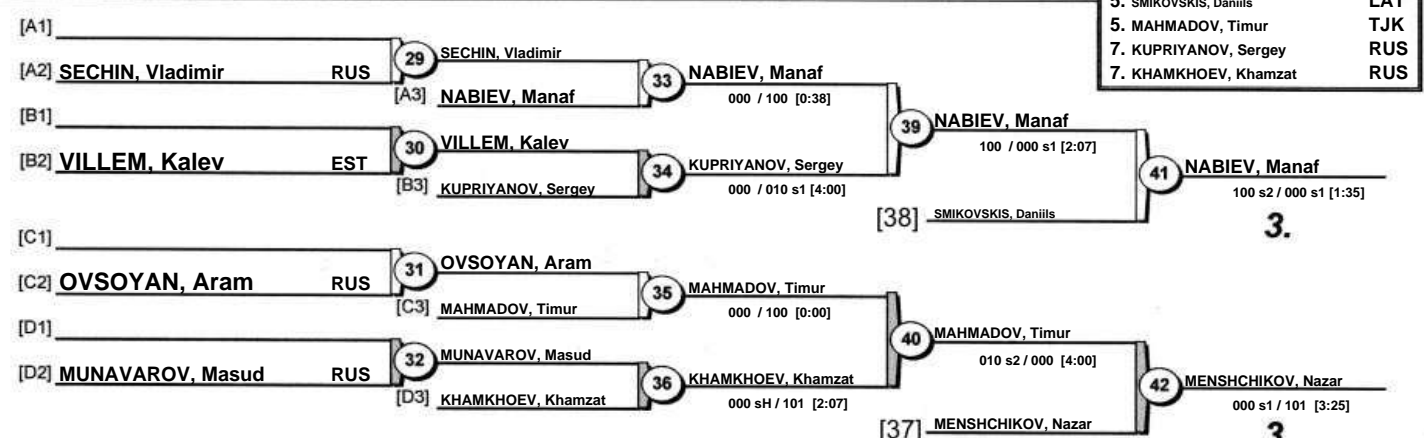 5. SMIKOVSKIS, Daniils LAT
5. MAHMADOV, Timur TJK
7. KUPRIYANOV, Sergey RUS
7. KHAMKHOEV, Khamzat RUS
[A1]
[A2] SECHIN, Vladimir RUS
29
SECHIN, Vladimir
[A3] NABIEV, Manaf
33
NABIEV, Manaf
000 / 100 [0:38]
[B1]
[B2] VILLEM, Kalev EST
30
VILLEM, Kalev
[B3] KUPRIYANOV, Sergey
34
KUPRIYANOV, Sergey
000 / 010 s1 [4:00]
39
NABIEV, Manaf
100 / 000 s1 [2:07]
[38] SMIKOVSKIS, Daniils
41
NABIEV, Manaf
100 s2 / 000 s1 [1:35]
3.
[C1]
[C2] OVSOYAN, Aram RUS
31
OVSOYAN, Aram
[C3] MAHMADOV, Timur
35
MAHMADOV, Timur
000 / 100 [0:00]
[D1]
[D2] MUNAVAROV, Masud RUS
32
MUNAVAROV, Masud
[D3] KHAMKHOEV, Khamzat
36
KHAMKHOEV, Khamzat
000 sH / 101 [2:07]
40
MAHMADOV, Timur
010 s2 / 000 [4:00]
[37] MENSHCHIKOV, Nazar
42
MENSHCHIKOV, Nazar
000 s1 / 101 [3:25]
3